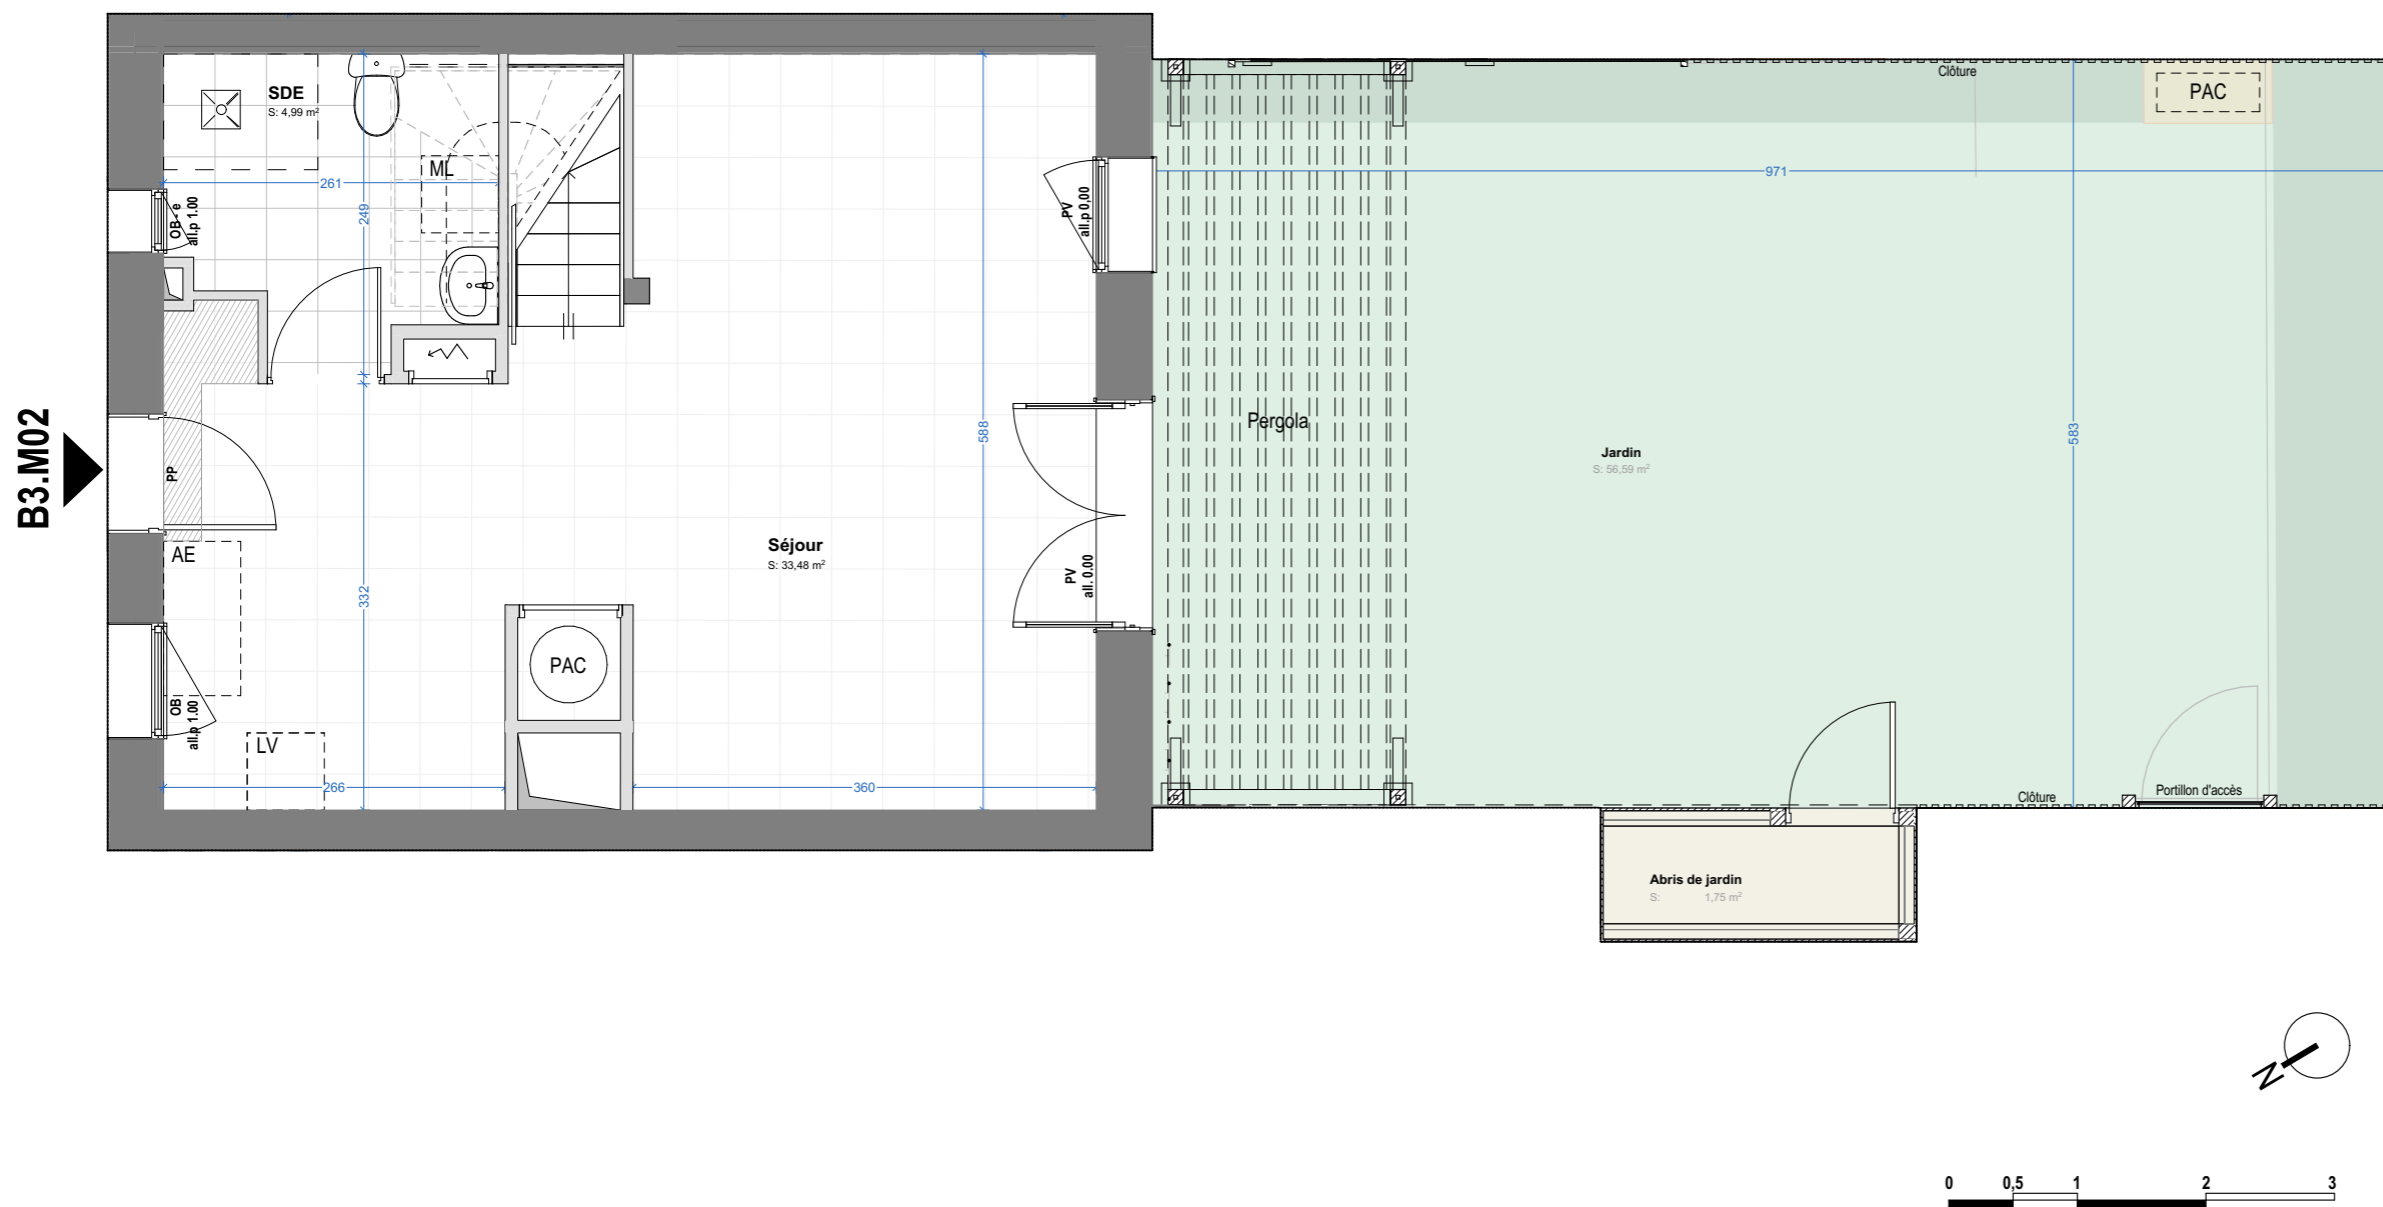 B3.M02
SDE
S: 4,99 m²
261
249
ML
OB - e
all.p 1.00
PP
AE
332
OB
all.p 1.00
LV
266
PAC
360
588
Séjour
S: 33,48 m²
PV
all.p 0,00
PV
all. 0.00
Pergola
971
Clôture
PAC
Jardin
S: 56,59 m²
583
Clôture
Portillon d'accès
Abris de jardin
S: 1,75 m²
N
0 0,5 1 2 3